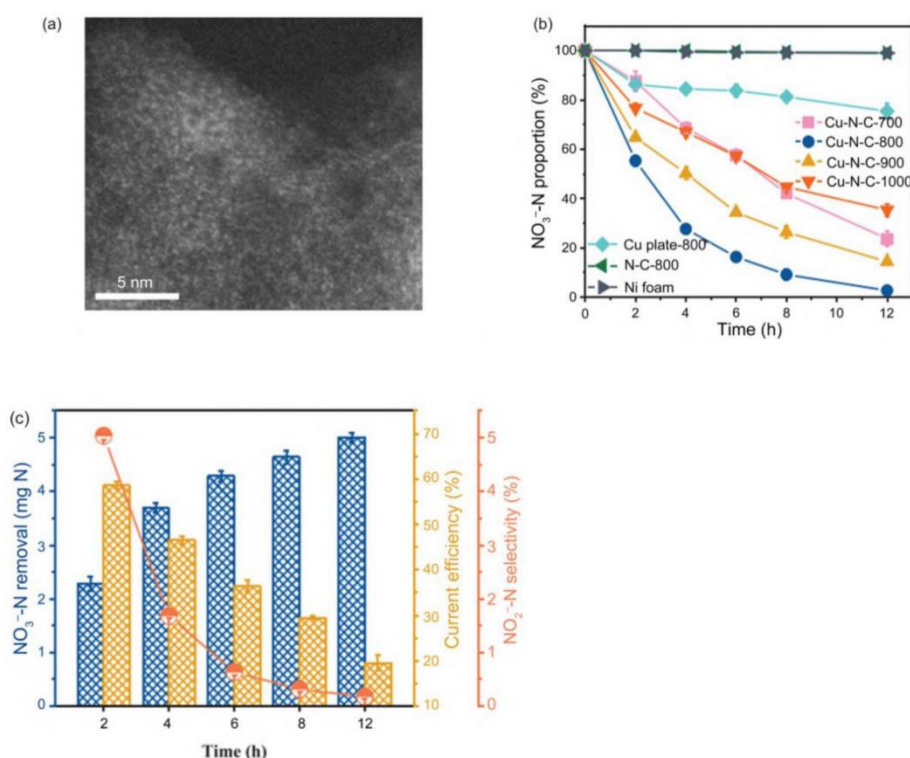 (a)
5 nm
(b)
NO₃⁻-N proportion (%)
100
80
60
40
20
0
Cu-N-C-700
Cu-N-C-800
Cu-N-C-900
Cu-N-C-1000
Cu plate-800
N-C-800
Ni foam
0 2 4 6 8 10 12
Time (h)
(c)
NO₃⁻-N removal (mg N)
5
4
3
2
1
0
Current efficiency (%)
70
60
50
40
30
20
10
NO₂⁻-N selectivity (%)
5
4
3
2
1
0
2 4 6 8 12
Time (h)